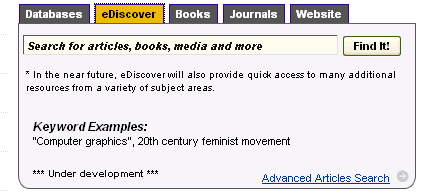 Databases eDiscover Books Journals Website
Search for articles, books, media and more Find It!
* In the near future, eDiscover will also provide quick access to many additional
resources from a variety of subject areas.
Keyword Examples:
"Computer graphics", 20th century feminist movement
*** Under development ***
Advanced Articles Search